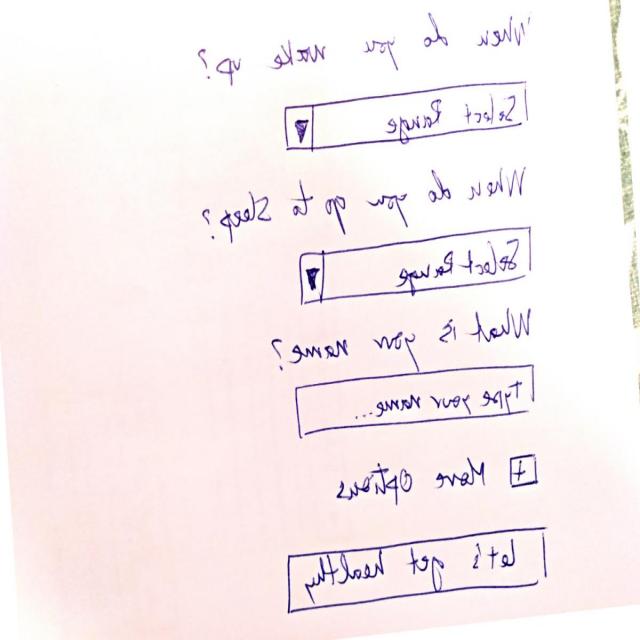 When do you wake up?
Select Range
When do you go to Sleep?
Select Range
What is your name?
Type your name...
+ More Options
Let's get healthy